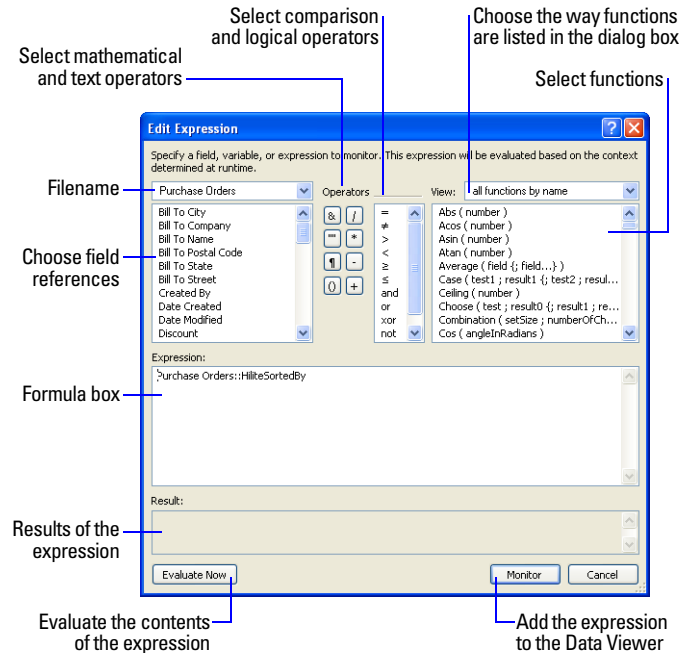 Select comparison
and logical operators
Choose the way functions
are listed in the dialog box
Select mathematical
and text operators
Select functions
Edit Expression
Specify a field, variable, or expression to monitor. This expression will be evaluated based on the context
determined at runtime.
Filename
Purchase Orders
Operators
View:
all functions by name
Choose field
references
Bill To City
Bill To Company
Bill To Name
Bill To Postal Code
Bill To State
Bill To Street
Created By
Date Created
Date Modified
Discount
& /
"" *
¶ -
() +
=
≠
>
<
≥
≤
and
or
xor
not
Abs ( number )
Acos ( number )
Asin ( number )
Atan ( number )
Average ( field {; field...} )
Case ( test1 ; result1 {; test2 ; resul...
Ceiling ( number )
Choose ( test ; result0 {; result1 ; re...
Combination ( setSize ; numberOfCh...
Cos ( angleInRadians )
Expression:
Formula box
Purchase Orders::HiliteSortedBy
Result:
Results of the
expression
Evaluate Now
Monitor
Cancel
Evaluate the contents
of the expression
Add the expression
to the Data Viewer